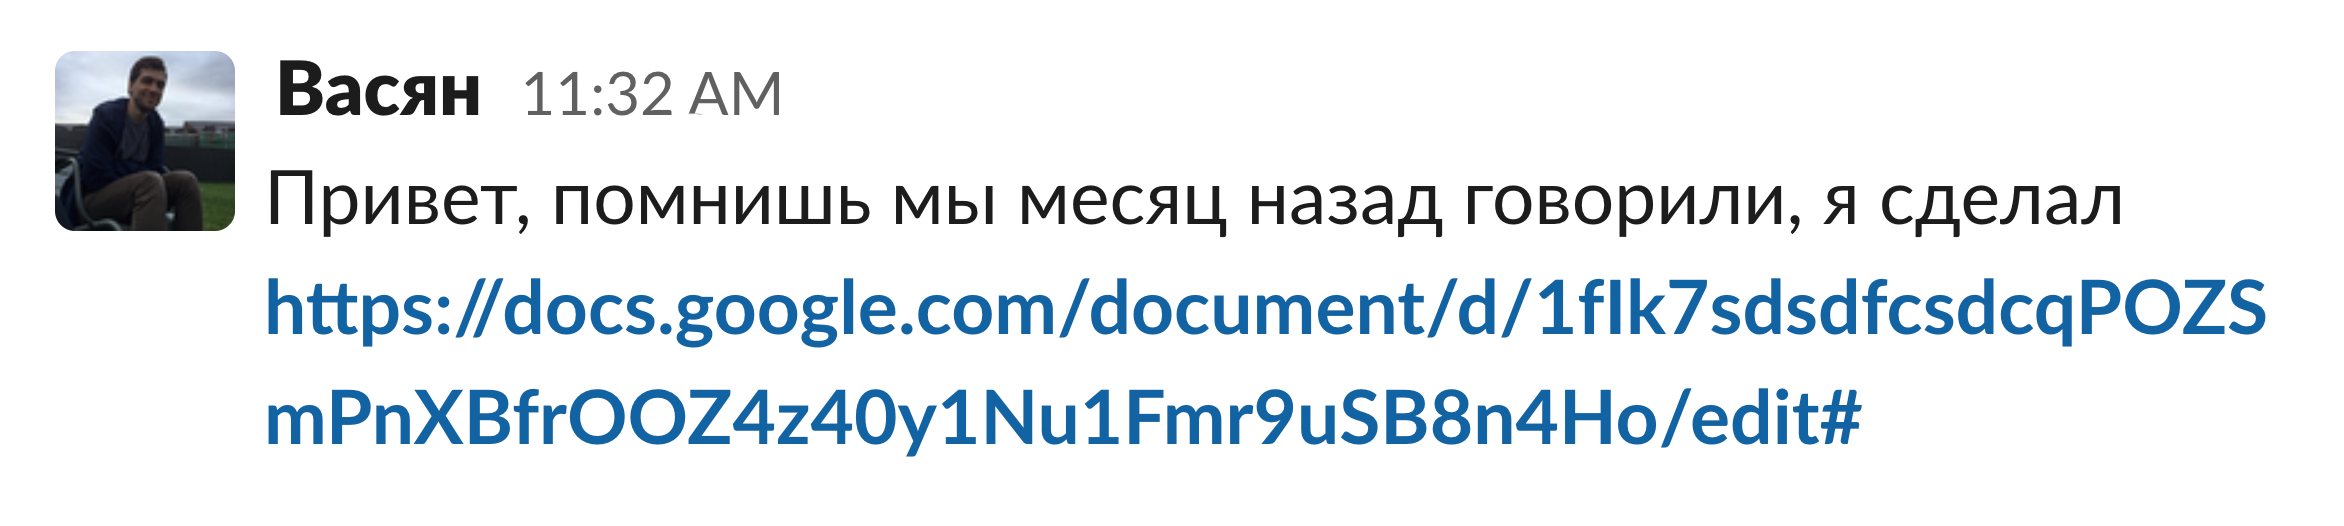 Васян 11:32 AM
Привет, помнишь мы месяц назад говорили, я сделал
https://docs.google.com/document/d/1flk7sdsdfcsdcqPOZS
mPnXBfrOOZ4z40y1Nu1Fmr9uSB8n4Ho/edit#